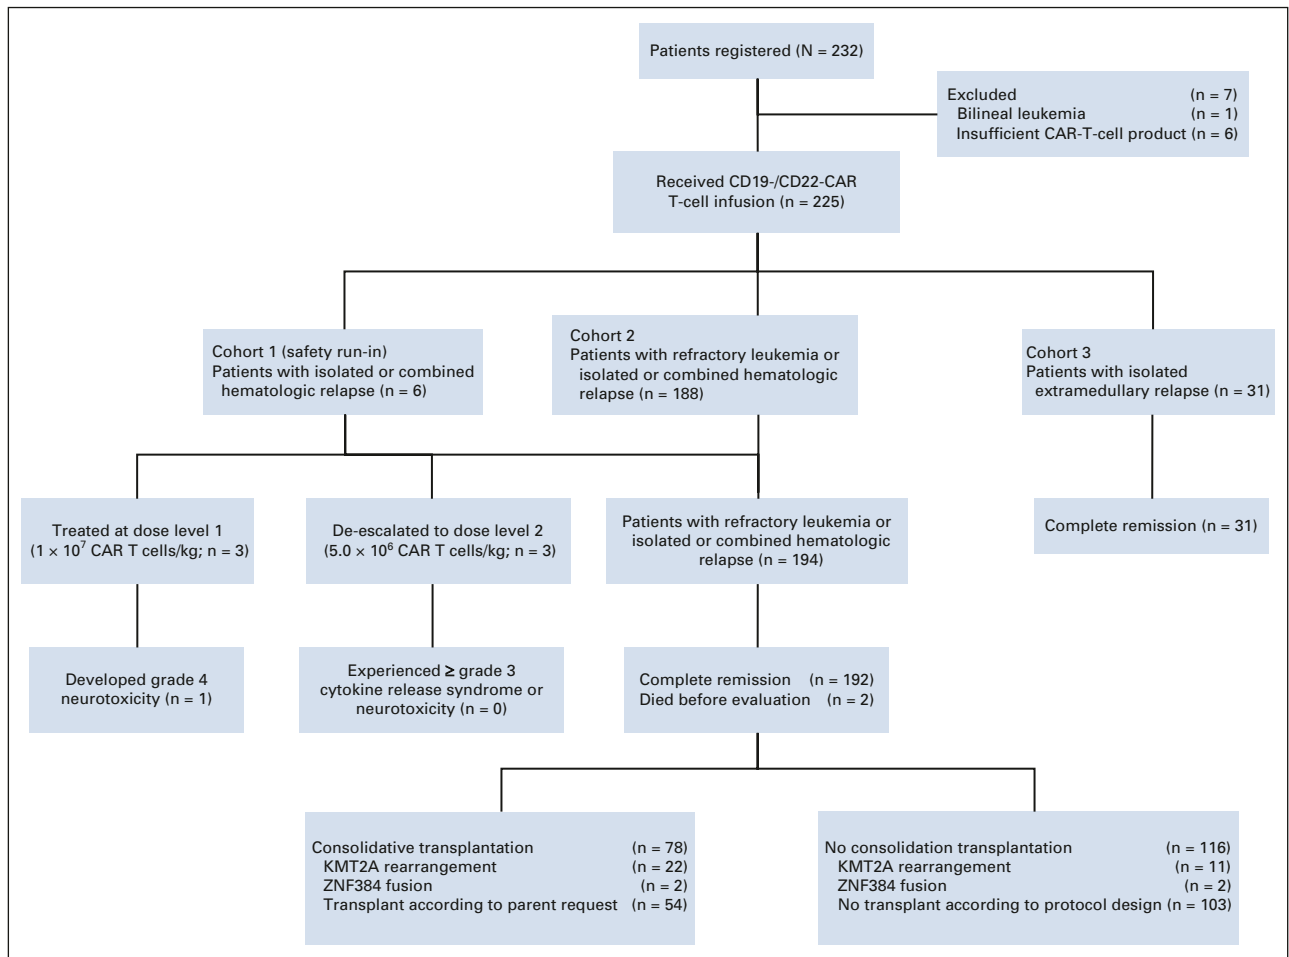 Patients registered (N = 232)
Excluded (n = 7)
Bilineal leukemia (n = 1)
Insufficient CAR-T-cell product (n = 6)
Received CD19-/CD22-CAR
T-cell infusion (n = 225)
Cohort 1 (safety run-in)
Patients with isolated or combined
hematologic relapse (n = 6)
Cohort 2
Patients with refractory leukemia or
isolated or combined hematologic
relapse (n = 188)
Cohort 3
Patients with isolated
extramedullary relapse (n = 31)
Treated at dose level 1
(1 × 10⁷ CAR T cells/kg; n = 3)
De-escalated to dose level 2
(5.0 × 10⁶ CAR T cells/kg; n = 3)
Patients with refractory leukemia or
isolated or combined hematologic
relapse (n = 194)
Complete remission (n = 31)
Developed grade 4
neurotoxicity (n = 1)
Experienced ≥ grade 3
cytokine release syndrome or
neurotoxicity (n = 0)
Complete remission (n = 192)
Died before evaluation (n = 2)
Consolidative transplantation (n = 78)
KMT2A rearrangement (n = 22)
ZNF384 fusion (n = 2)
Transplant according to parent request (n = 54)
No consolidation transplantation (n = 116)
KMT2A rearrangement (n = 11)
ZNF384 fusion (n = 2)
No transplant according to protocol design (n = 103)